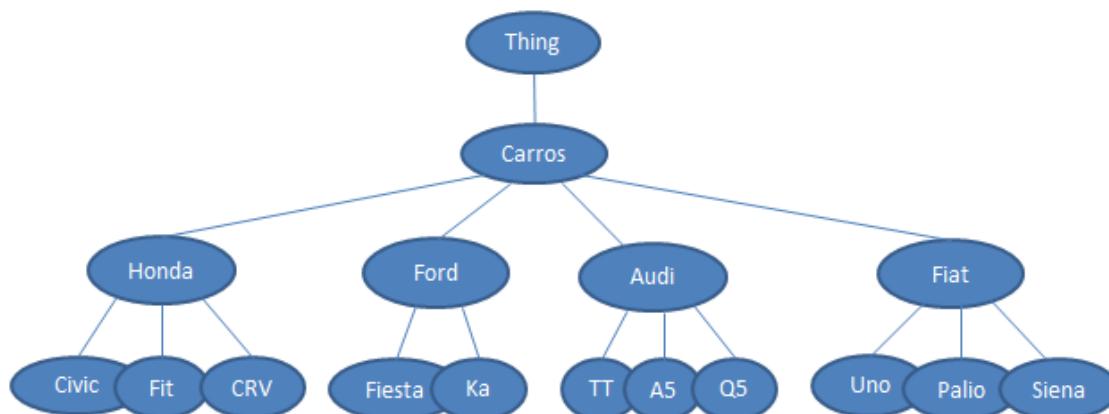 Thing
Carros
Honda
Ford
Audi
Fiat
Civic
Fit
CRV
Fiesta
Ka
TT
A5
Q5
Uno
Palio
Siena